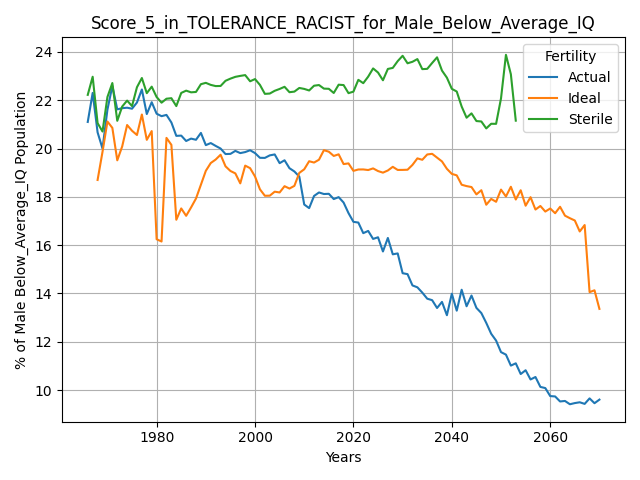 Score_5_in_TOLERANCE_RACIST_for_Male_Below_Average_IQ
% of Male Below_Average_IQ Population
24
22
20
18
16
14
12
10
Fertility
Actual
Ideal
Sterile
1980
2000
2020
2040
2060
Years